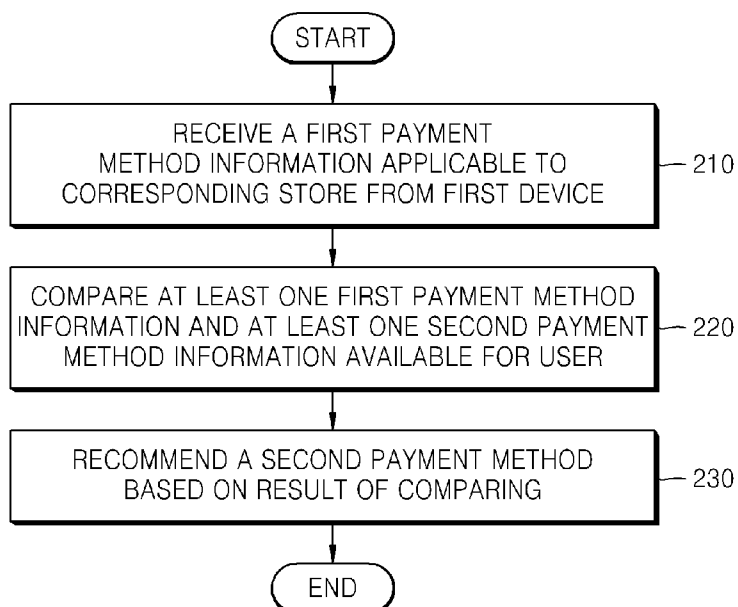 START
RECEIVE A FIRST PAYMENT
METHOD INFORMATION APPLICABLE TO
CORRESPONDING STORE FROM FIRST DEVICE
210
COMPARE AT LEAST ONE FIRST PAYMENT METHOD
INFORMATION AND AT LEAST ONE SECOND PAYMENT
METHOD INFORMATION AVAILABLE FOR USER
220
RECOMMEND A SECOND PAYMENT METHOD
BASED ON RESULT OF COMPARING
230
END